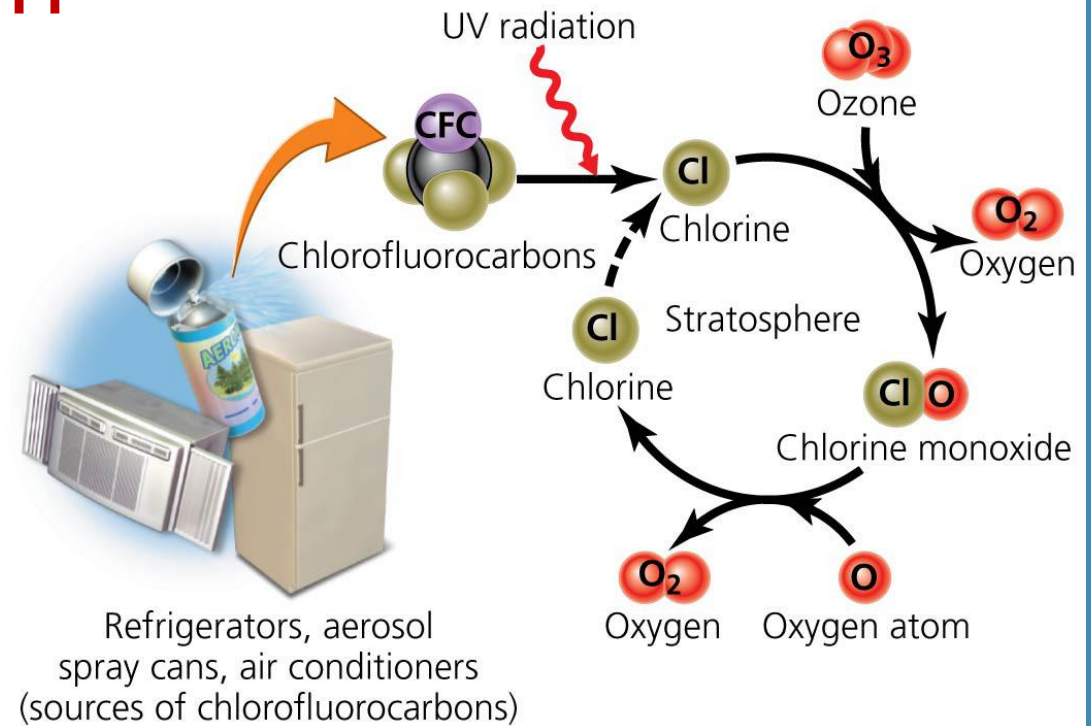 UV radiation
O3
Ozone
CFC
Cl
Chlorine
O2
Oxygen
Chlorofluorocarbons
Cl
Stratosphere
Chlorine
Cl O
Chlorine monoxide
O2
Oxygen
O
Oxygen atom
Refrigerators, aerosol
spray cans, air conditioners
(sources of chlorofluorocarbons)